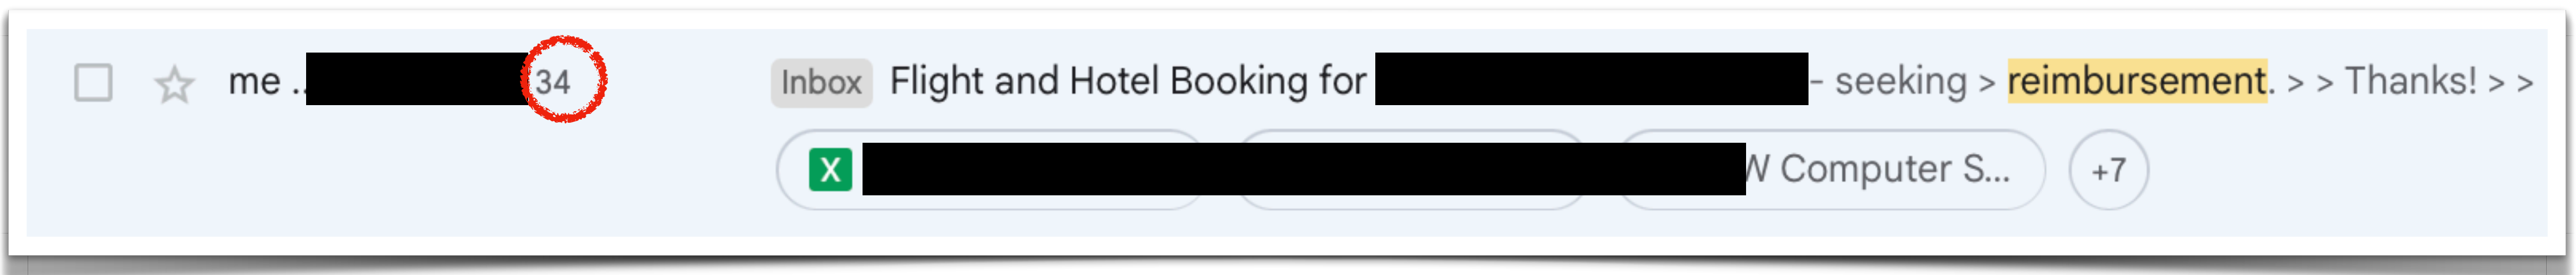 me .. 34 Inbox Flight and Hotel Booking for - seeking > reimbursement. > > Thanks! > >
X W Computer S... +7